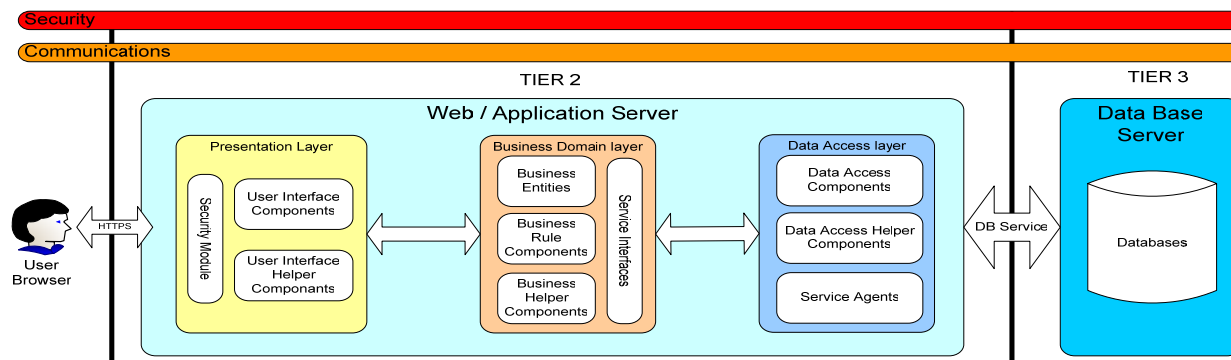 Security
Communications
TIER 2
TIER 3
Web / Application Server
Data Base
Server
Presentation Layer
Security Module
User Interface
Components
User Interface
Helper
Componants
Business Domain layer
Business
Entities
Business
Rule
Components
Business
Helper
Components
Service Interfaces
Data Access layer
Data Access
Components
Data Access Helper
Components
Service Agents
HTTPS
User
Browser
DB Service
Databases